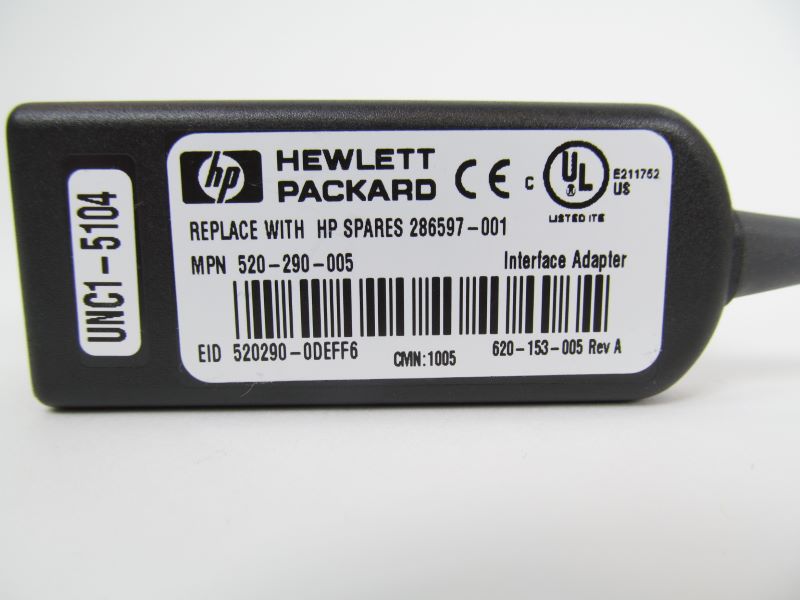 UNC1-5104
hp HEWLETT PACKARD CE c UL ® E211752 US
LISTED ITE
REPLACE WITH HP SPARES 286597-001
MPN 520-290-005 Interface Adapter
EID 520290-0DEFF6 CMN:1005 620-153-005 Rev A